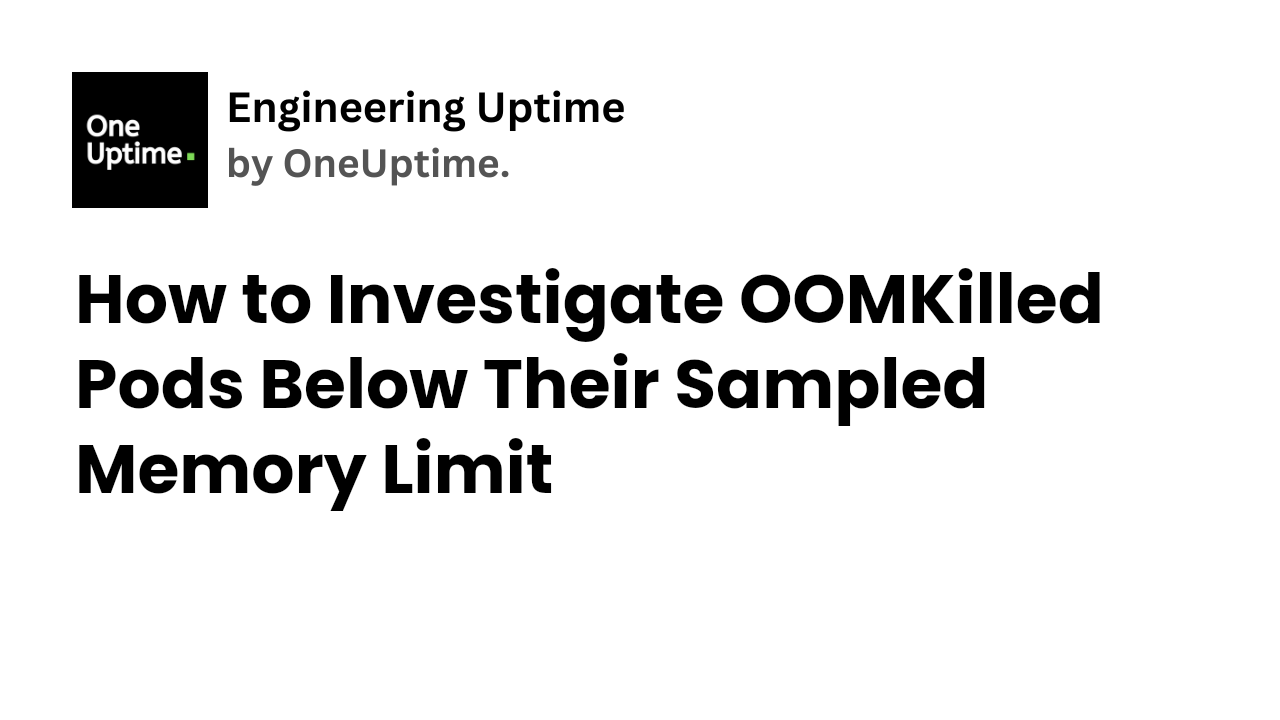 One
Uptime
Engineering Uptime
by OneUptime.
How to Investigate OOMKilled
Pods Below Their Sampled
Memory Limit